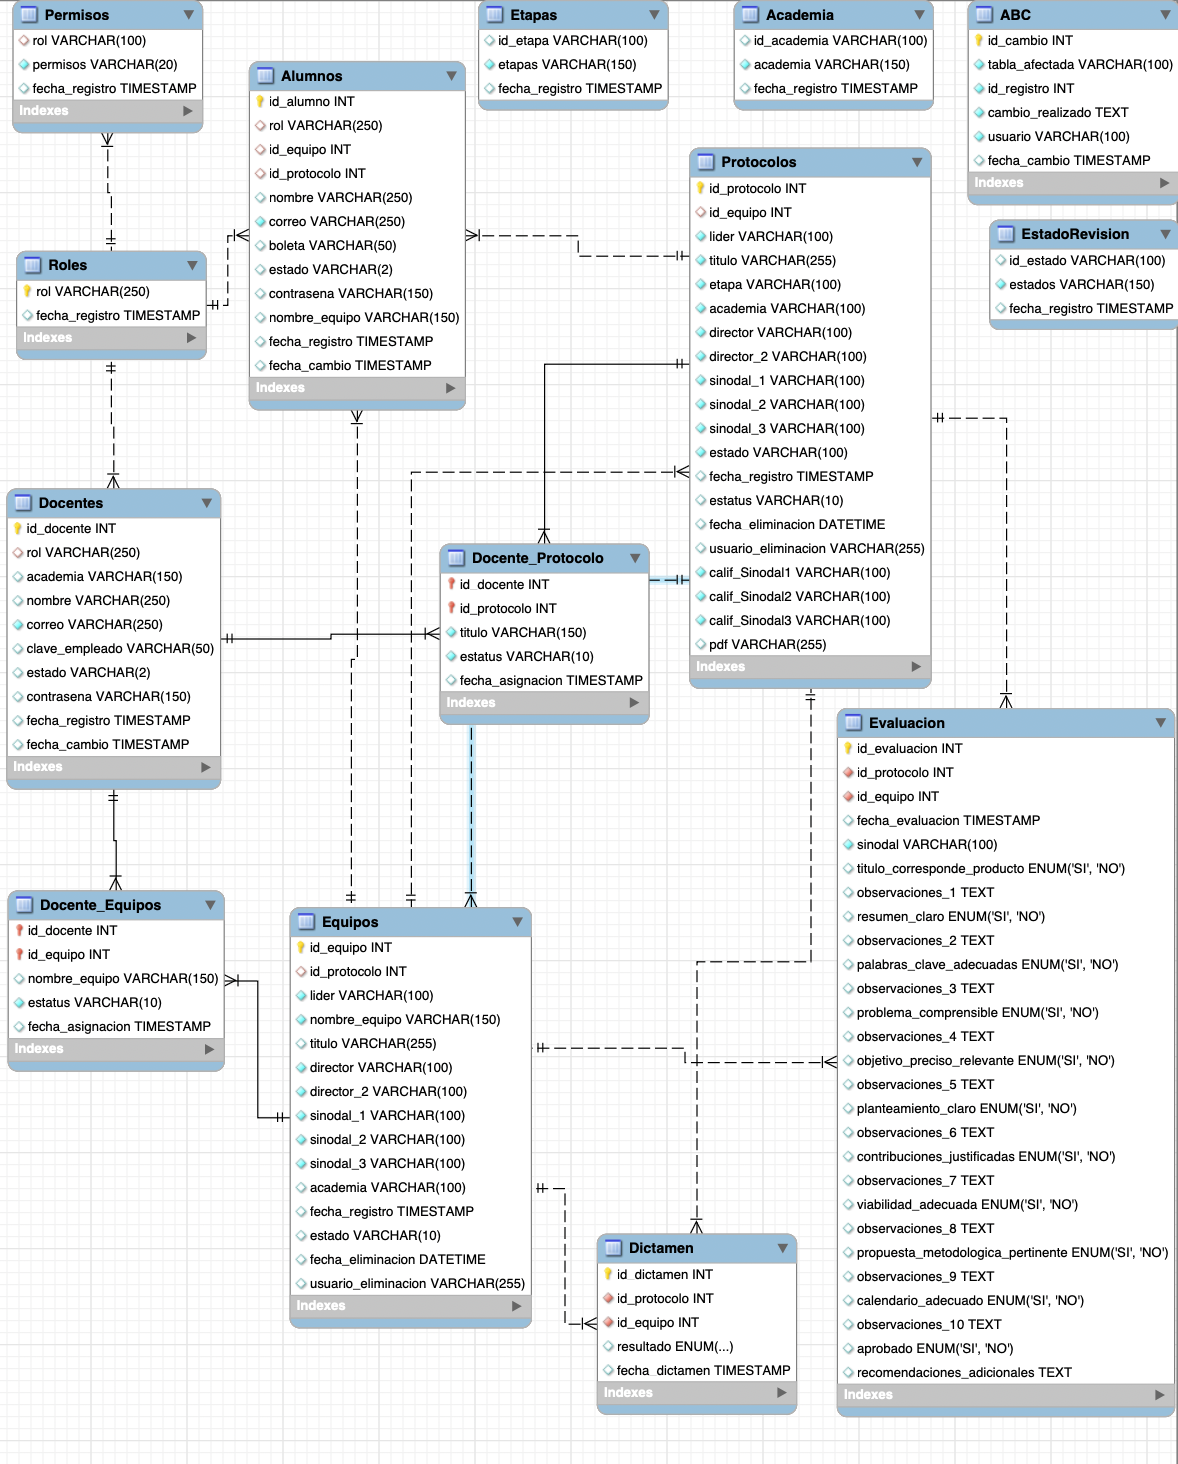 Permisos
rol VARCHAR(100)
permisos VARCHAR(20)
fecha_registro TIMESTAMP
Indexes
Etapas
id_etapa VARCHAR(100)
etapas VARCHAR(150)
fecha_registro TIMESTAMP
Academia
id_academia VARCHAR(100)
academia VARCHAR(150)
fecha_registro TIMESTAMP
ABC
id_cambio INT
tabla_afectada VARCHAR(100)
id_registro INT
cambio_realizado TEXT
usuario VARCHAR(100)
fecha_cambio TIMESTAMP
Indexes
Alumnos
id_alumno INT
rol VARCHAR(250)
id_equipo INT
id_protocolo INT
nombre VARCHAR(250)
correo VARCHAR(250)
boleta VARCHAR(50)
estado VARCHAR(2)
contrasena VARCHAR(150)
nombre_equipo VARCHAR(150)
fecha_registro TIMESTAMP
fecha_cambio TIMESTAMP
Indexes
Protocolos
id_protocolo INT
id_equipo INT
lider VARCHAR(100)
titulo VARCHAR(255)
etapa VARCHAR(100)
academia VARCHAR(100)
director VARCHAR(100)
director_2 VARCHAR(100)
sinodal_1 VARCHAR(100)
sinodal_2 VARCHAR(100)
sinodal_3 VARCHAR(100)
estado VARCHAR(100)
fecha_registro TIMESTAMP
estatus VARCHAR(10)
fecha_eliminacion DATETIME
usuario_eliminacion VARCHAR(255)
calif_Sinodal1 VARCHAR(100)
calif_Sinodal2 VARCHAR(100)
calif_Sinodal3 VARCHAR(100)
pdf VARCHAR(255)
Indexes
EstadoRevision
id_estado VARCHAR(100)
estados VARCHAR(150)
fecha_registro TIMESTAMP
Roles
rol VARCHAR(250)
fecha_registro TIMESTAMP
Indexes
Docentes
id_docente INT
rol VARCHAR(250)
academia VARCHAR(150)
nombre VARCHAR(250)
correo VARCHAR(250)
clave_empleado VARCHAR(50)
estado VARCHAR(2)
contrasena VARCHAR(150)
fecha_registro TIMESTAMP
fecha_cambio TIMESTAMP
Indexes
Docente_Protocolo
id_docente INT
id_protocolo INT
titulo VARCHAR(150)
estatus VARCHAR(10)
fecha_asignacion TIMESTAMP
Indexes
Evaluacion
id_evaluacion INT
id_protocolo INT
id_equipo INT
fecha_evaluacion TIMESTAMP
sinodal VARCHAR(100)
titulo_corresponde_producto ENUM('SI', 'NO')
observaciones_1 TEXT
resumen_claro ENUM('SI', 'NO')
observaciones_2 TEXT
palabras_clave_adecuadas ENUM('SI', 'NO')
observaciones_3 TEXT
problema_comprensible ENUM('SI', 'NO')
observaciones_4 TEXT
objetivo_preciso_relevante ENUM('SI', 'NO')
observaciones_5 TEXT
planteamiento_claro ENUM('SI', 'NO')
observaciones_6 TEXT
contribuciones_justificadas ENUM('SI', 'NO')
observaciones_7 TEXT
viabilidad_adecuada ENUM('SI', 'NO')
observaciones_8 TEXT
propuesta_metodologica_pertinente ENUM('SI', 'NO')
observaciones_9 TEXT
calendario_adecuado ENUM('SI', 'NO')
observaciones_10 TEXT
aprobado ENUM('SI', 'NO')
recomendaciones_adicionales TEXT
Indexes
Docente_Equipos
id_docente INT
id_equipo INT
nombre_equipo VARCHAR(150)
estatus VARCHAR(10)
fecha_asignacion TIMESTAMP
Indexes
Equipos
id_equipo INT
id_protocolo INT
lider VARCHAR(100)
nombre_equipo VARCHAR(150)
titulo VARCHAR(255)
director VARCHAR(100)
director_2 VARCHAR(100)
sinodal_1 VARCHAR(100)
sinodal_2 VARCHAR(100)
sinodal_3 VARCHAR(100)
academia VARCHAR(100)
fecha_registro TIMESTAMP
estado VARCHAR(10)
fecha_eliminacion DATETIME
usuario_eliminacion VARCHAR(255)
Indexes
Dictamen
id_dictamen INT
id_protocolo INT
id_equipo INT
resultado ENUM(...)
fecha_dictamen TIMESTAMP
Indexes